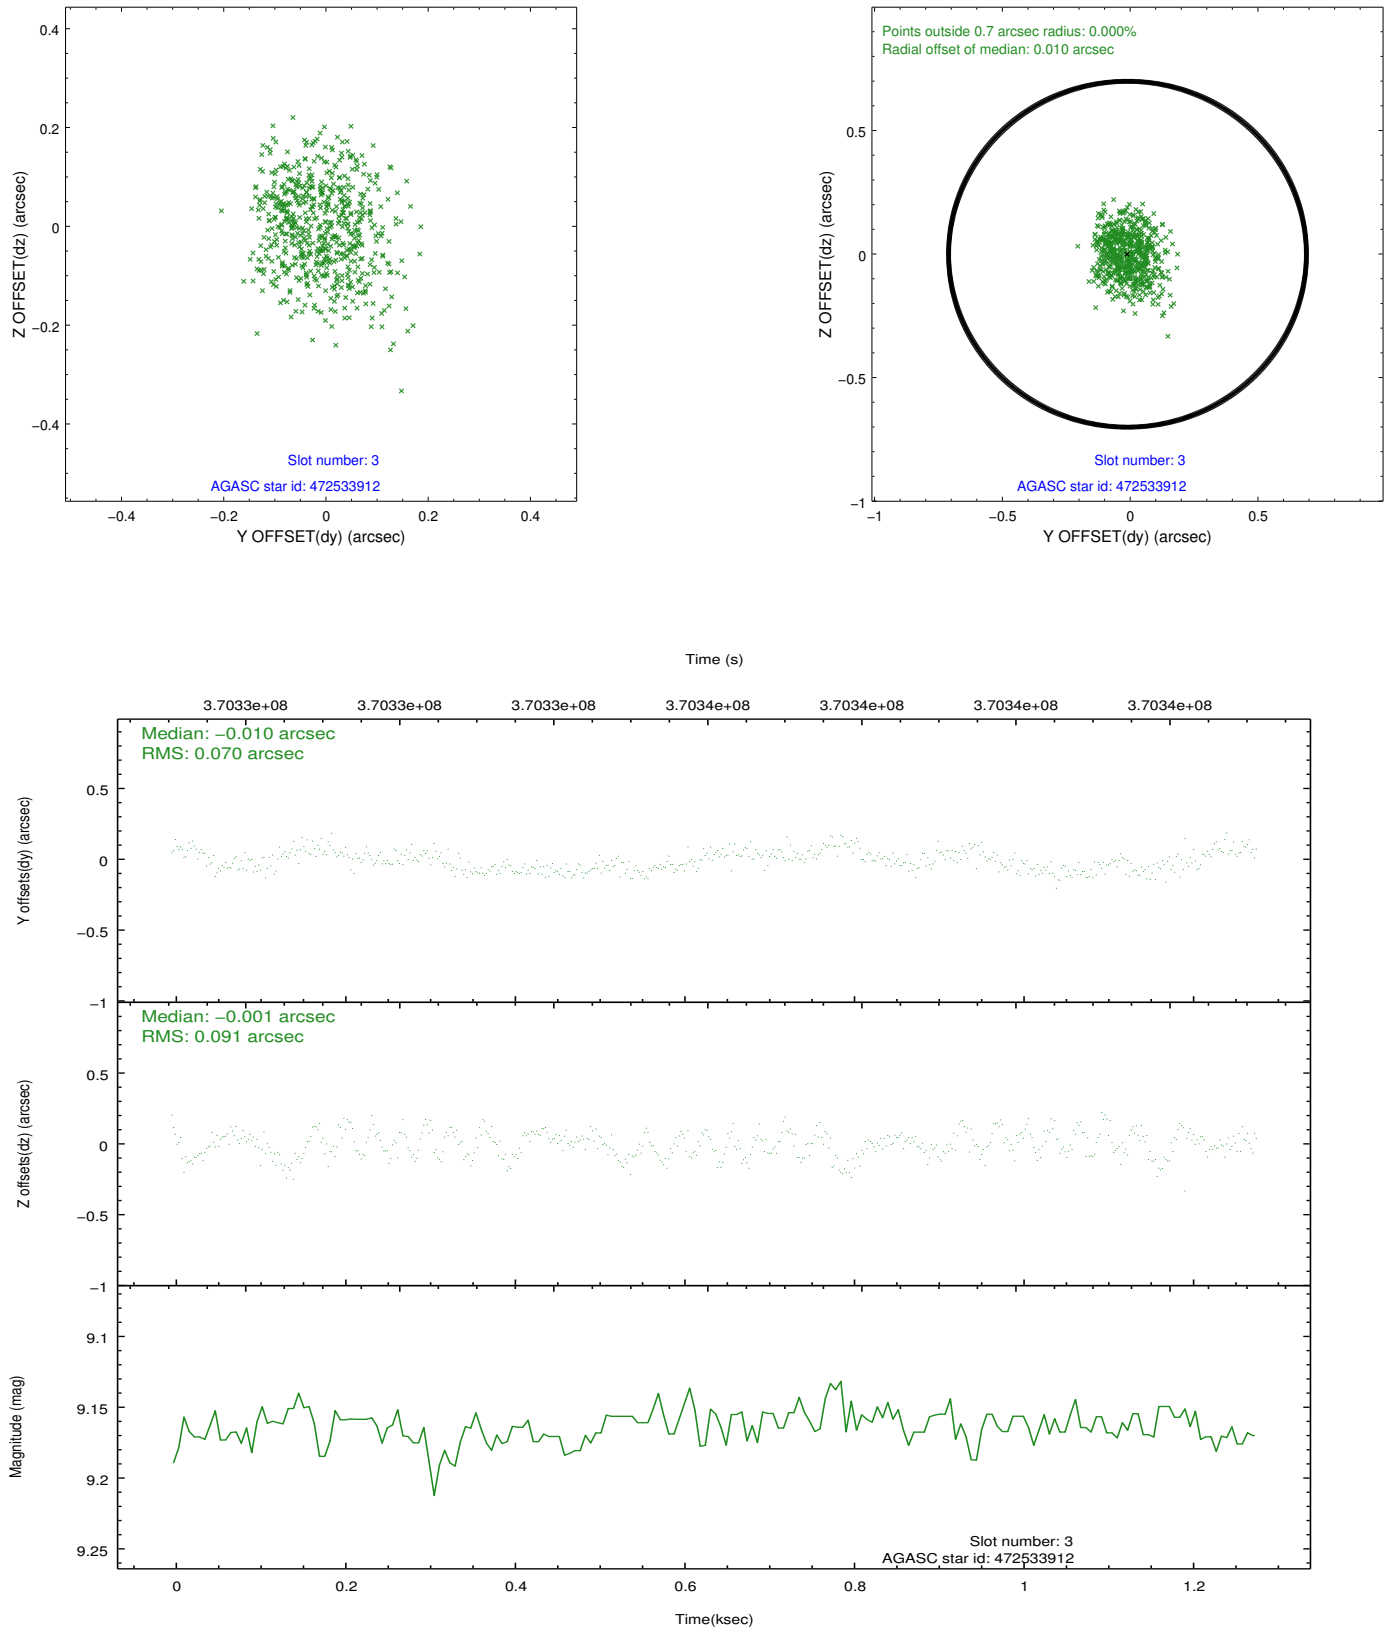 0.4
0.2
0
−0.2
−0.4
Z OFFSET(dz) (arcsec)
Slot number: 3
AGASC star id: 472533912
−0.4 −0.2 0 0.2 0.4
Y OFFSET(dy) (arcsec)
Points outside 0.7 arcsec radius: 0.000%
Radial offset of median: 0.010 arcsec
0.5
0
−0.5
−1
Z OFFSET(dz) (arcsec)
Slot number: 3
AGASC star id: 472533912
−1 −0.5 0 0.5
Y OFFSET(dy) (arcsec)
Time (s)
3.7033e+08 3.7033e+08 3.7033e+08 3.7034e+08 3.7034e+08 3.7034e+08 3.7034e+08
Median: −0.010 arcsec
RMS: 0.070 arcsec
0.5
0
−0.5
−1
Y offsets(dy) (arcsec)
Median: −0.001 arcsec
RMS: 0.091 arcsec
0.5
0
−0.5
−1
Z offsets(dz) (arcsec)
9.1
9.15
9.2
9.25
Magnitude (mag)
Slot number: 3
AGASC star id: 472533912
0 0.2 0.4 0.6 0.8 1 1.2
Time(ksec)